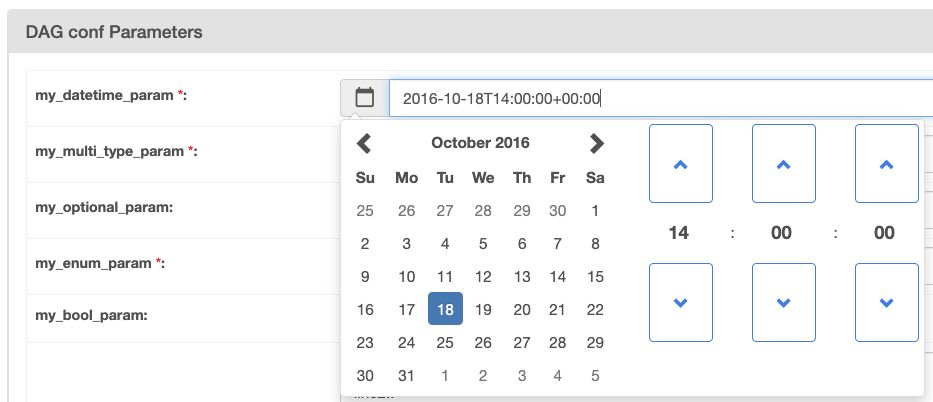 DAG conf Parameters
my_datetime_param *:
2016-10-18T14:00:00+00:00
my_multi_type_param *:
my_optional_param:
my_enum_param *:
my_bool_param:
October 2016
Su Mo Tu We Th Fr Sa
25 26 27 28 29 30 1
2 3 4 5 6 7 8
9 10 11 12 13 14 15
16 17 18 19 20 21 22
23 24 25 26 27 28 29
30 31 1 2 3 4 5
14 : 00 : 00